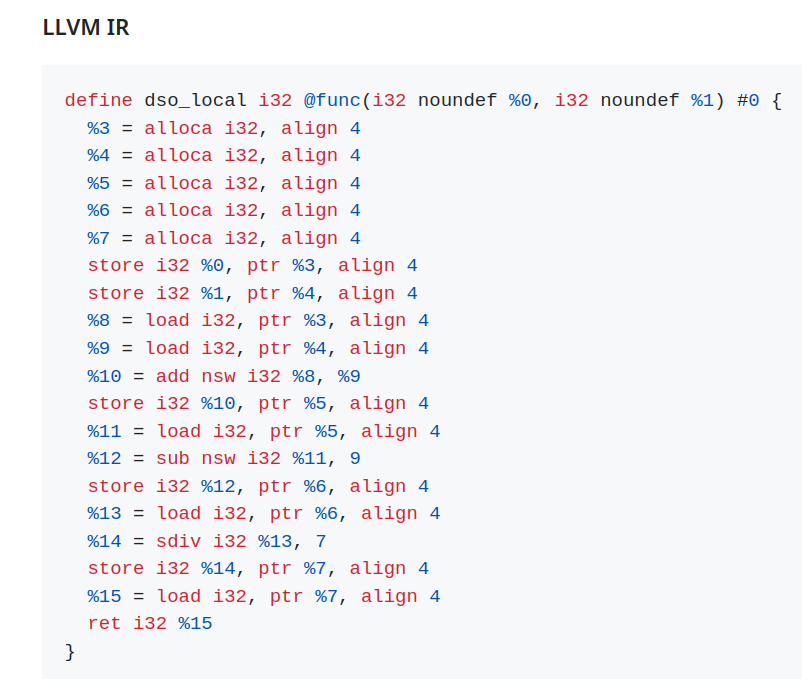 LLVM IR
define dso_local i32 @func(i32 noundef %0, i32 noundef %1) #0 {
  %3 = alloca i32, align 4
  %4 = alloca i32, align 4
  %5 = alloca i32, align 4
  %6 = alloca i32, align 4
  %7 = alloca i32, align 4
  store i32 %0, ptr %3, align 4
  store i32 %1, ptr %4, align 4
  %8 = load i32, ptr %3, align 4
  %9 = load i32, ptr %4, align 4
  %10 = add nsw i32 %8, %9
  store i32 %10, ptr %5, align 4
  %11 = load i32, ptr %5, align 4
  %12 = sub nsw i32 %11, 9
  store i32 %12, ptr %6, align 4
  %13 = load i32, ptr %6, align 4
  %14 = sdiv i32 %13, 7
  store i32 %14, ptr %7, align 4
  %15 = load i32, ptr %7, align 4
  ret i32 %15
}